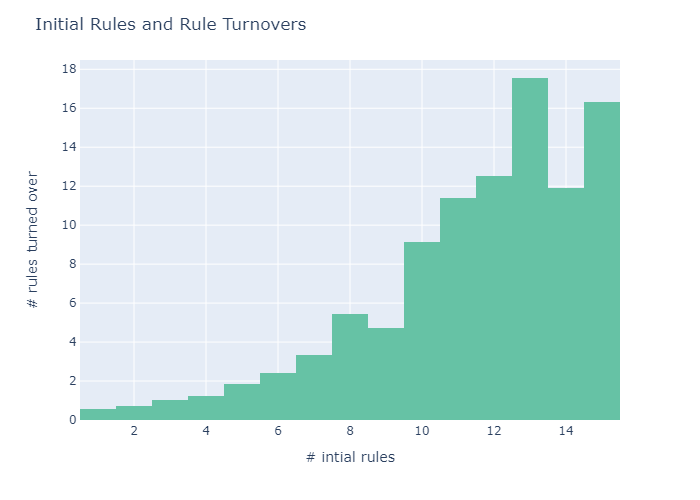 Initial Rules and Rule Turnovers
18
16
14
12
10
8
6
4
2
0
# rules turned over
2 4 6 8 10 12 14
# intial rules